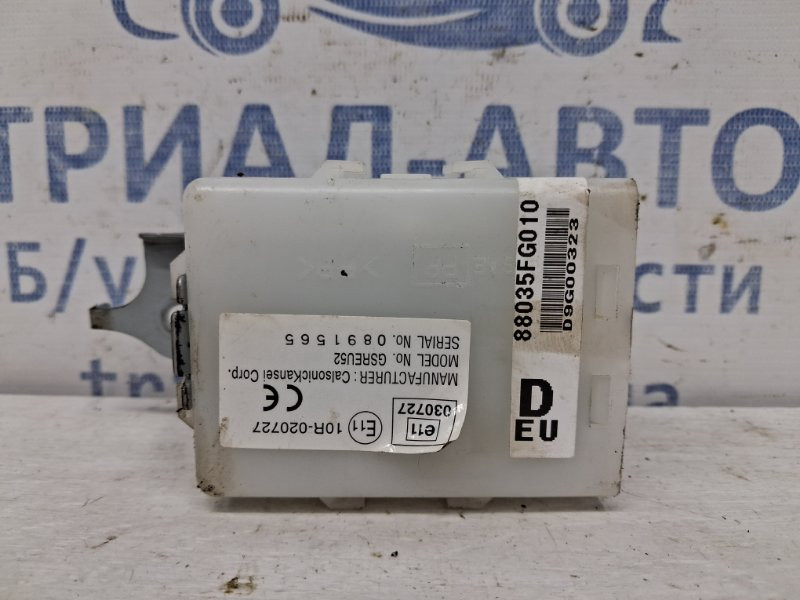 ТРИАЛ-АВТО
Б/у
сти
88035FG010
D9G00323
D
EU
MANUFACTURER: CalsonicKansei Corp.
MODEL No. GSREU52
SERIAL No. 0891565
CE
E11
10R-020727
e11
030727